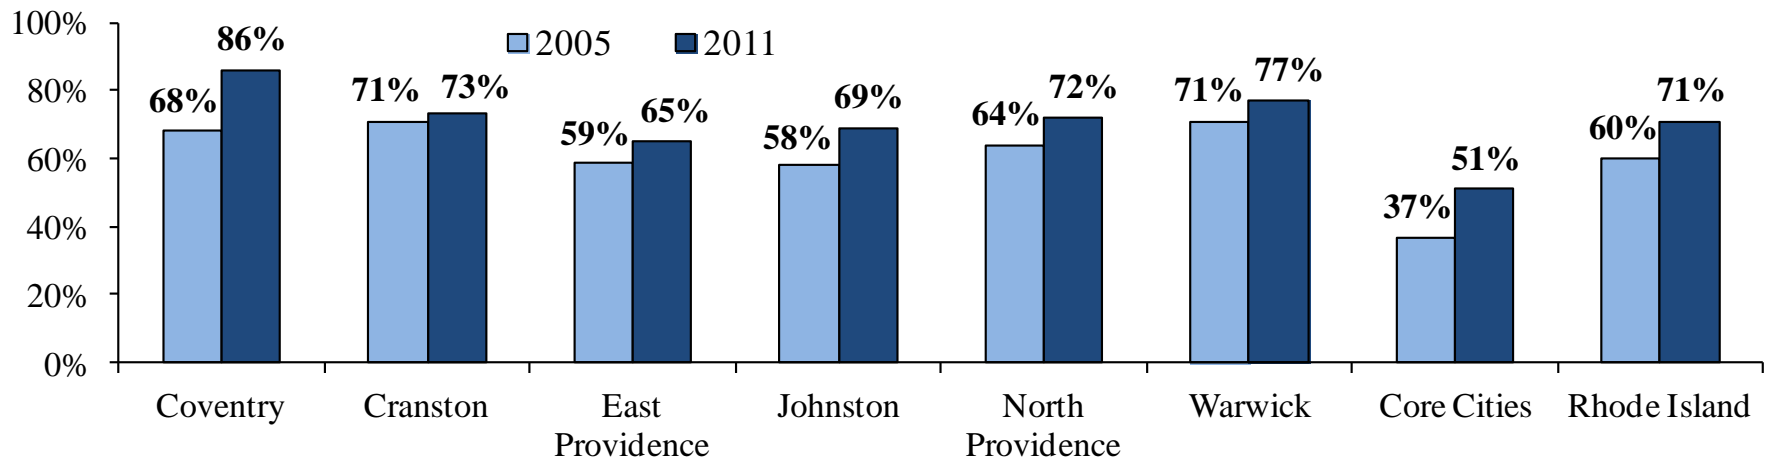 100%
80%
60%
40%
20%
0%
2005 2011
68% 86%
71% 73%
59% 65%
58% 69%
64% 72%
71% 77%
37% 51%
60% 71%
Coventry
Cranston
East
Providence
Johnston
North
Providence
Warwick
Core Cities
Rhode Island